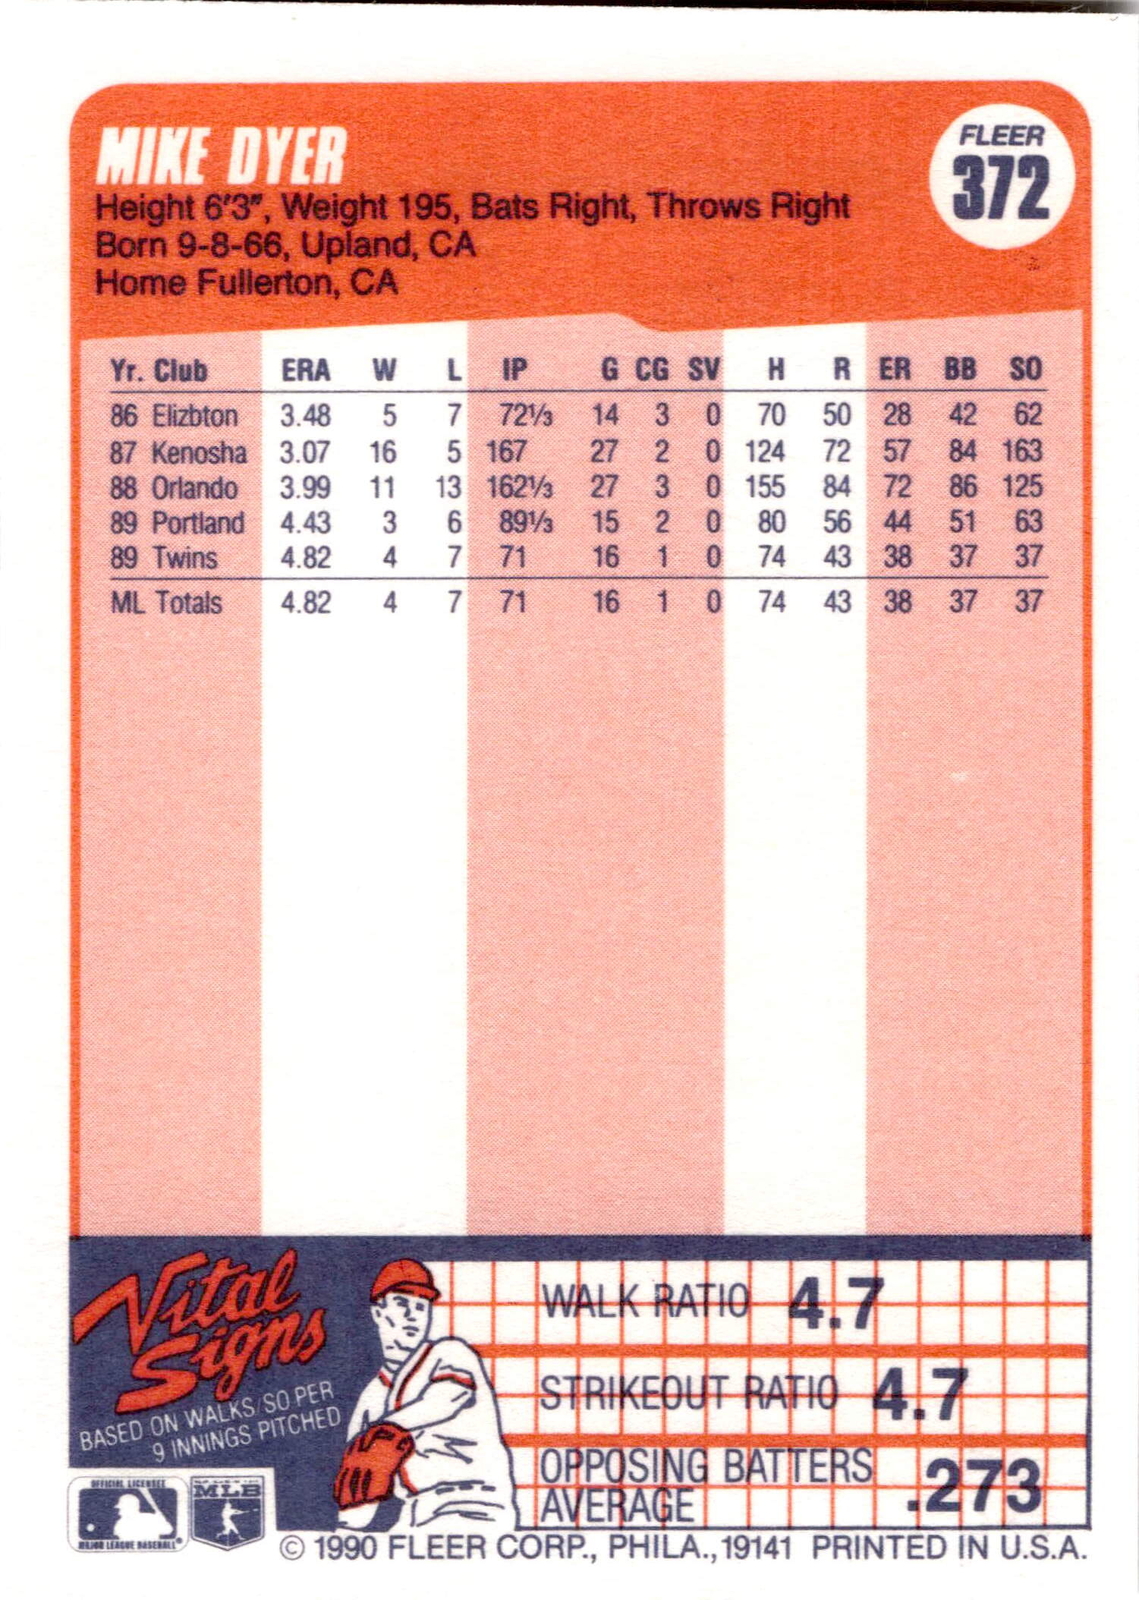 MIKE DYER
FLEER
372
Height 6'3", Weight 195, Bats Right, Throws Right
Born 9-8-66, Upland, CA
Home Fullerton, CA
Yr. Club ERA W L IP G CG SV H R ER BB SO
86 Elizbton 3.48 5 7 72⅓ 14 3 0 70 50 28 42 62
87 Kenosha 3.07 16 5 167 27 2 0 124 72 57 84 163
88 Orlando 3.99 11 13 162⅓ 27 3 0 155 84 72 86 125
89 Portland 4.43 3 6 89⅓ 15 2 0 80 56 44 51 63
89 Twins 4.82 4 7 71 16 1 0 74 43 38 37 37
ML Totals 4.82 4 7 71 16 1 0 74 43 38 37 37
Vital
Signs
BASED ON WALKS/SO PER
9 INNINGS PITCHED
WALK RATIO 4.7
STRIKEOUT RATIO 4.7
OPPOSING BATTERS
AVERAGE .273
OFFICIAL LICENSEE
MAJOR LEAGUE BASEBALL®
MLB
© 1990 FLEER CORP., PHILA., 19141 PRINTED IN U.S.A.